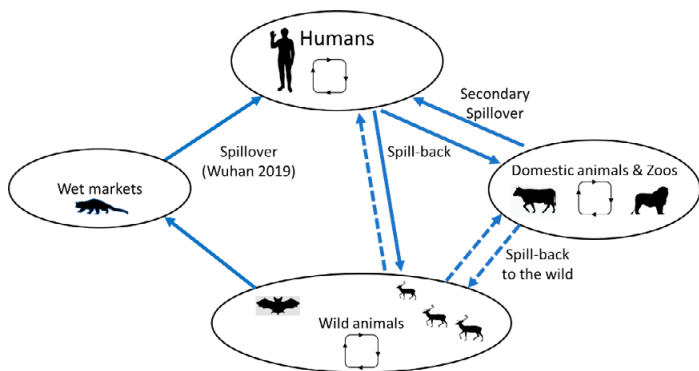 Humans
Secondary
Spillover
Spillover
(Wuhan 2019)
Spill-back
Wet markets
Domestic animals & Zoos
Spill-back
to the wild
Wild animals